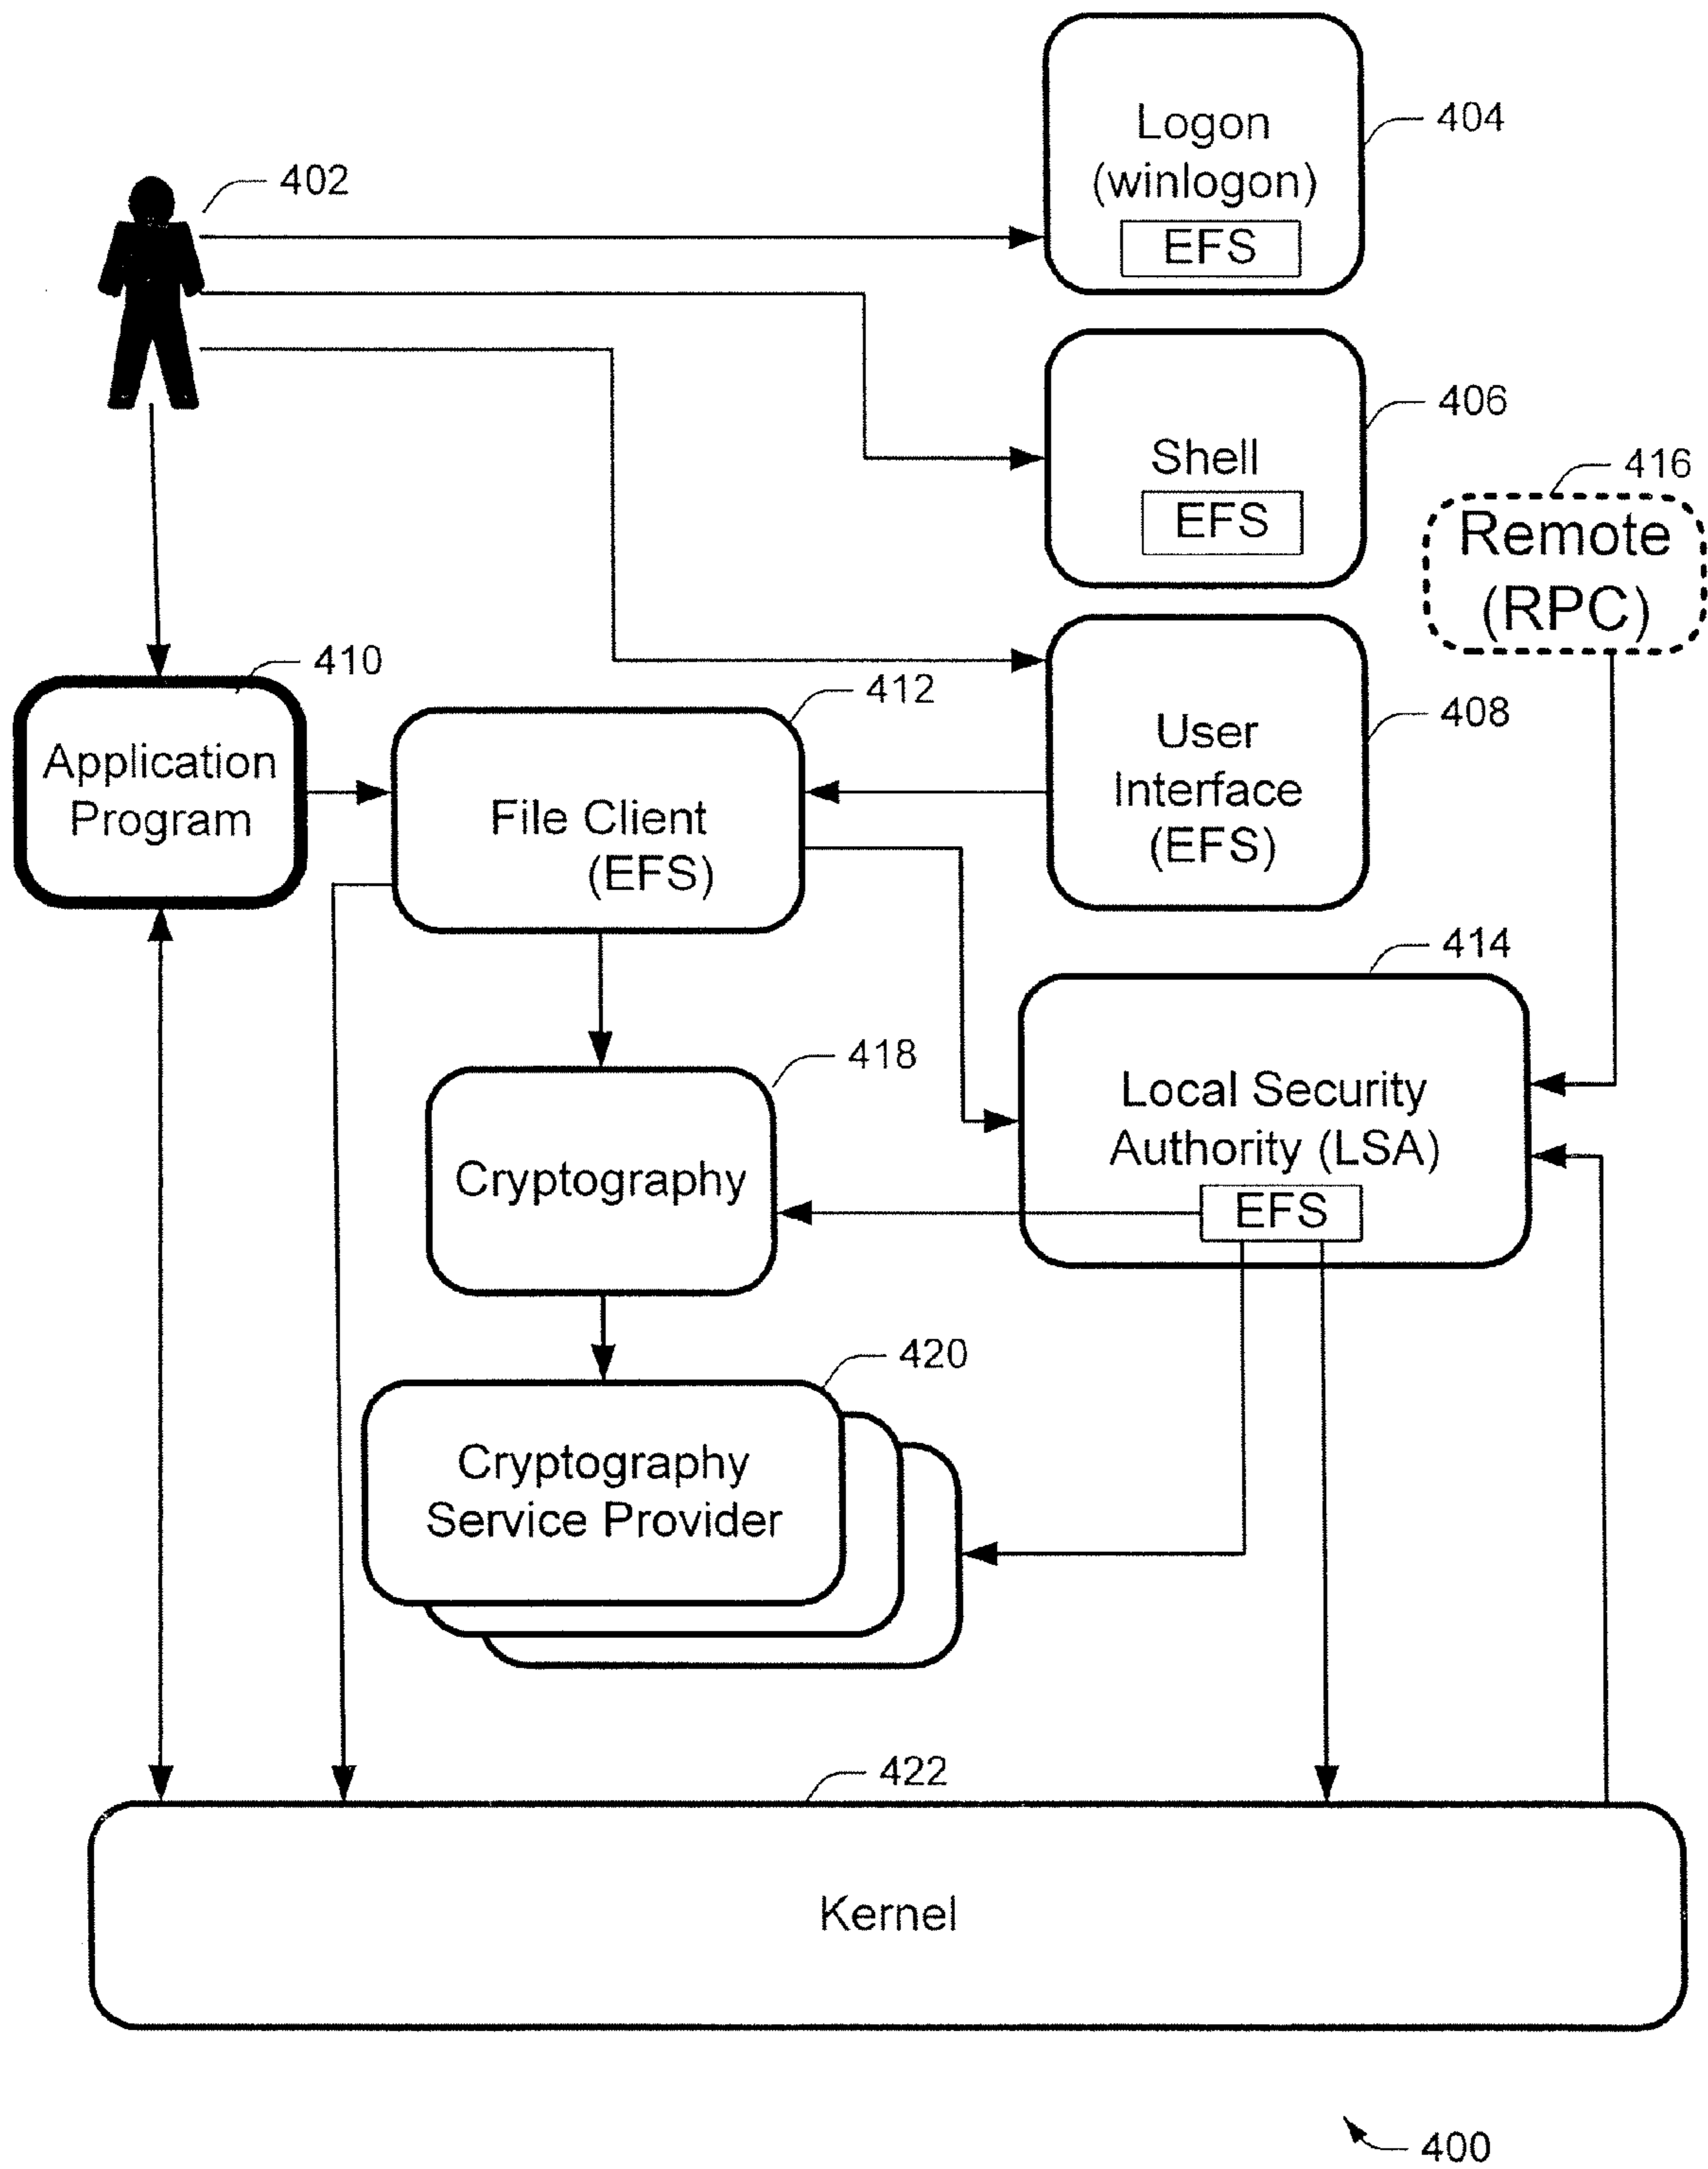 Logon
(winlogon)
EFS
404
402
Shell
EFS
406
416
Remote
(RPC)
410
Application
Program
412
File Client
(EFS)
User
Interface
(EFS)
408
414
Local Security
Authority (LSA)
EFS
418
Cryptography
420
Cryptography
Service Provider
422
Kernel
400